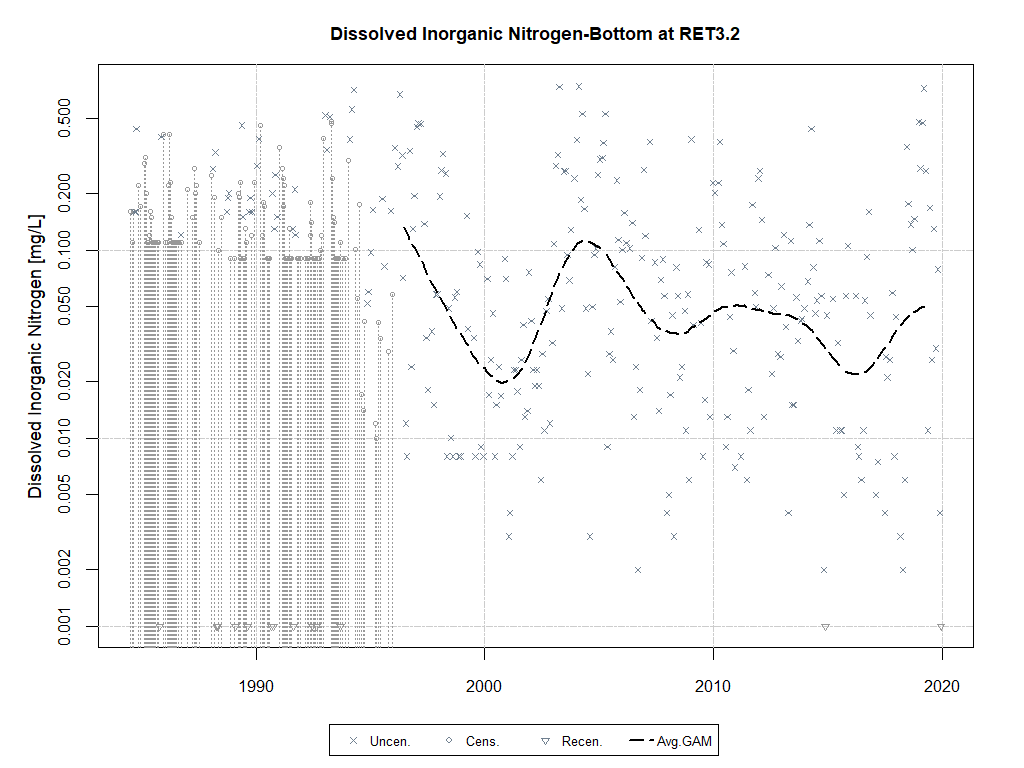 Dissolved Inorganic Nitrogen-Bottom at RET3.2
Dissolved Inorganic Nitrogen [mg/L]
0.500
0.200
0.100
0.050
0.020
0.010
0.005
0.002
0.001
1990 2000 2010 2020
Uncen. Cens. Recen. Avg.GAM